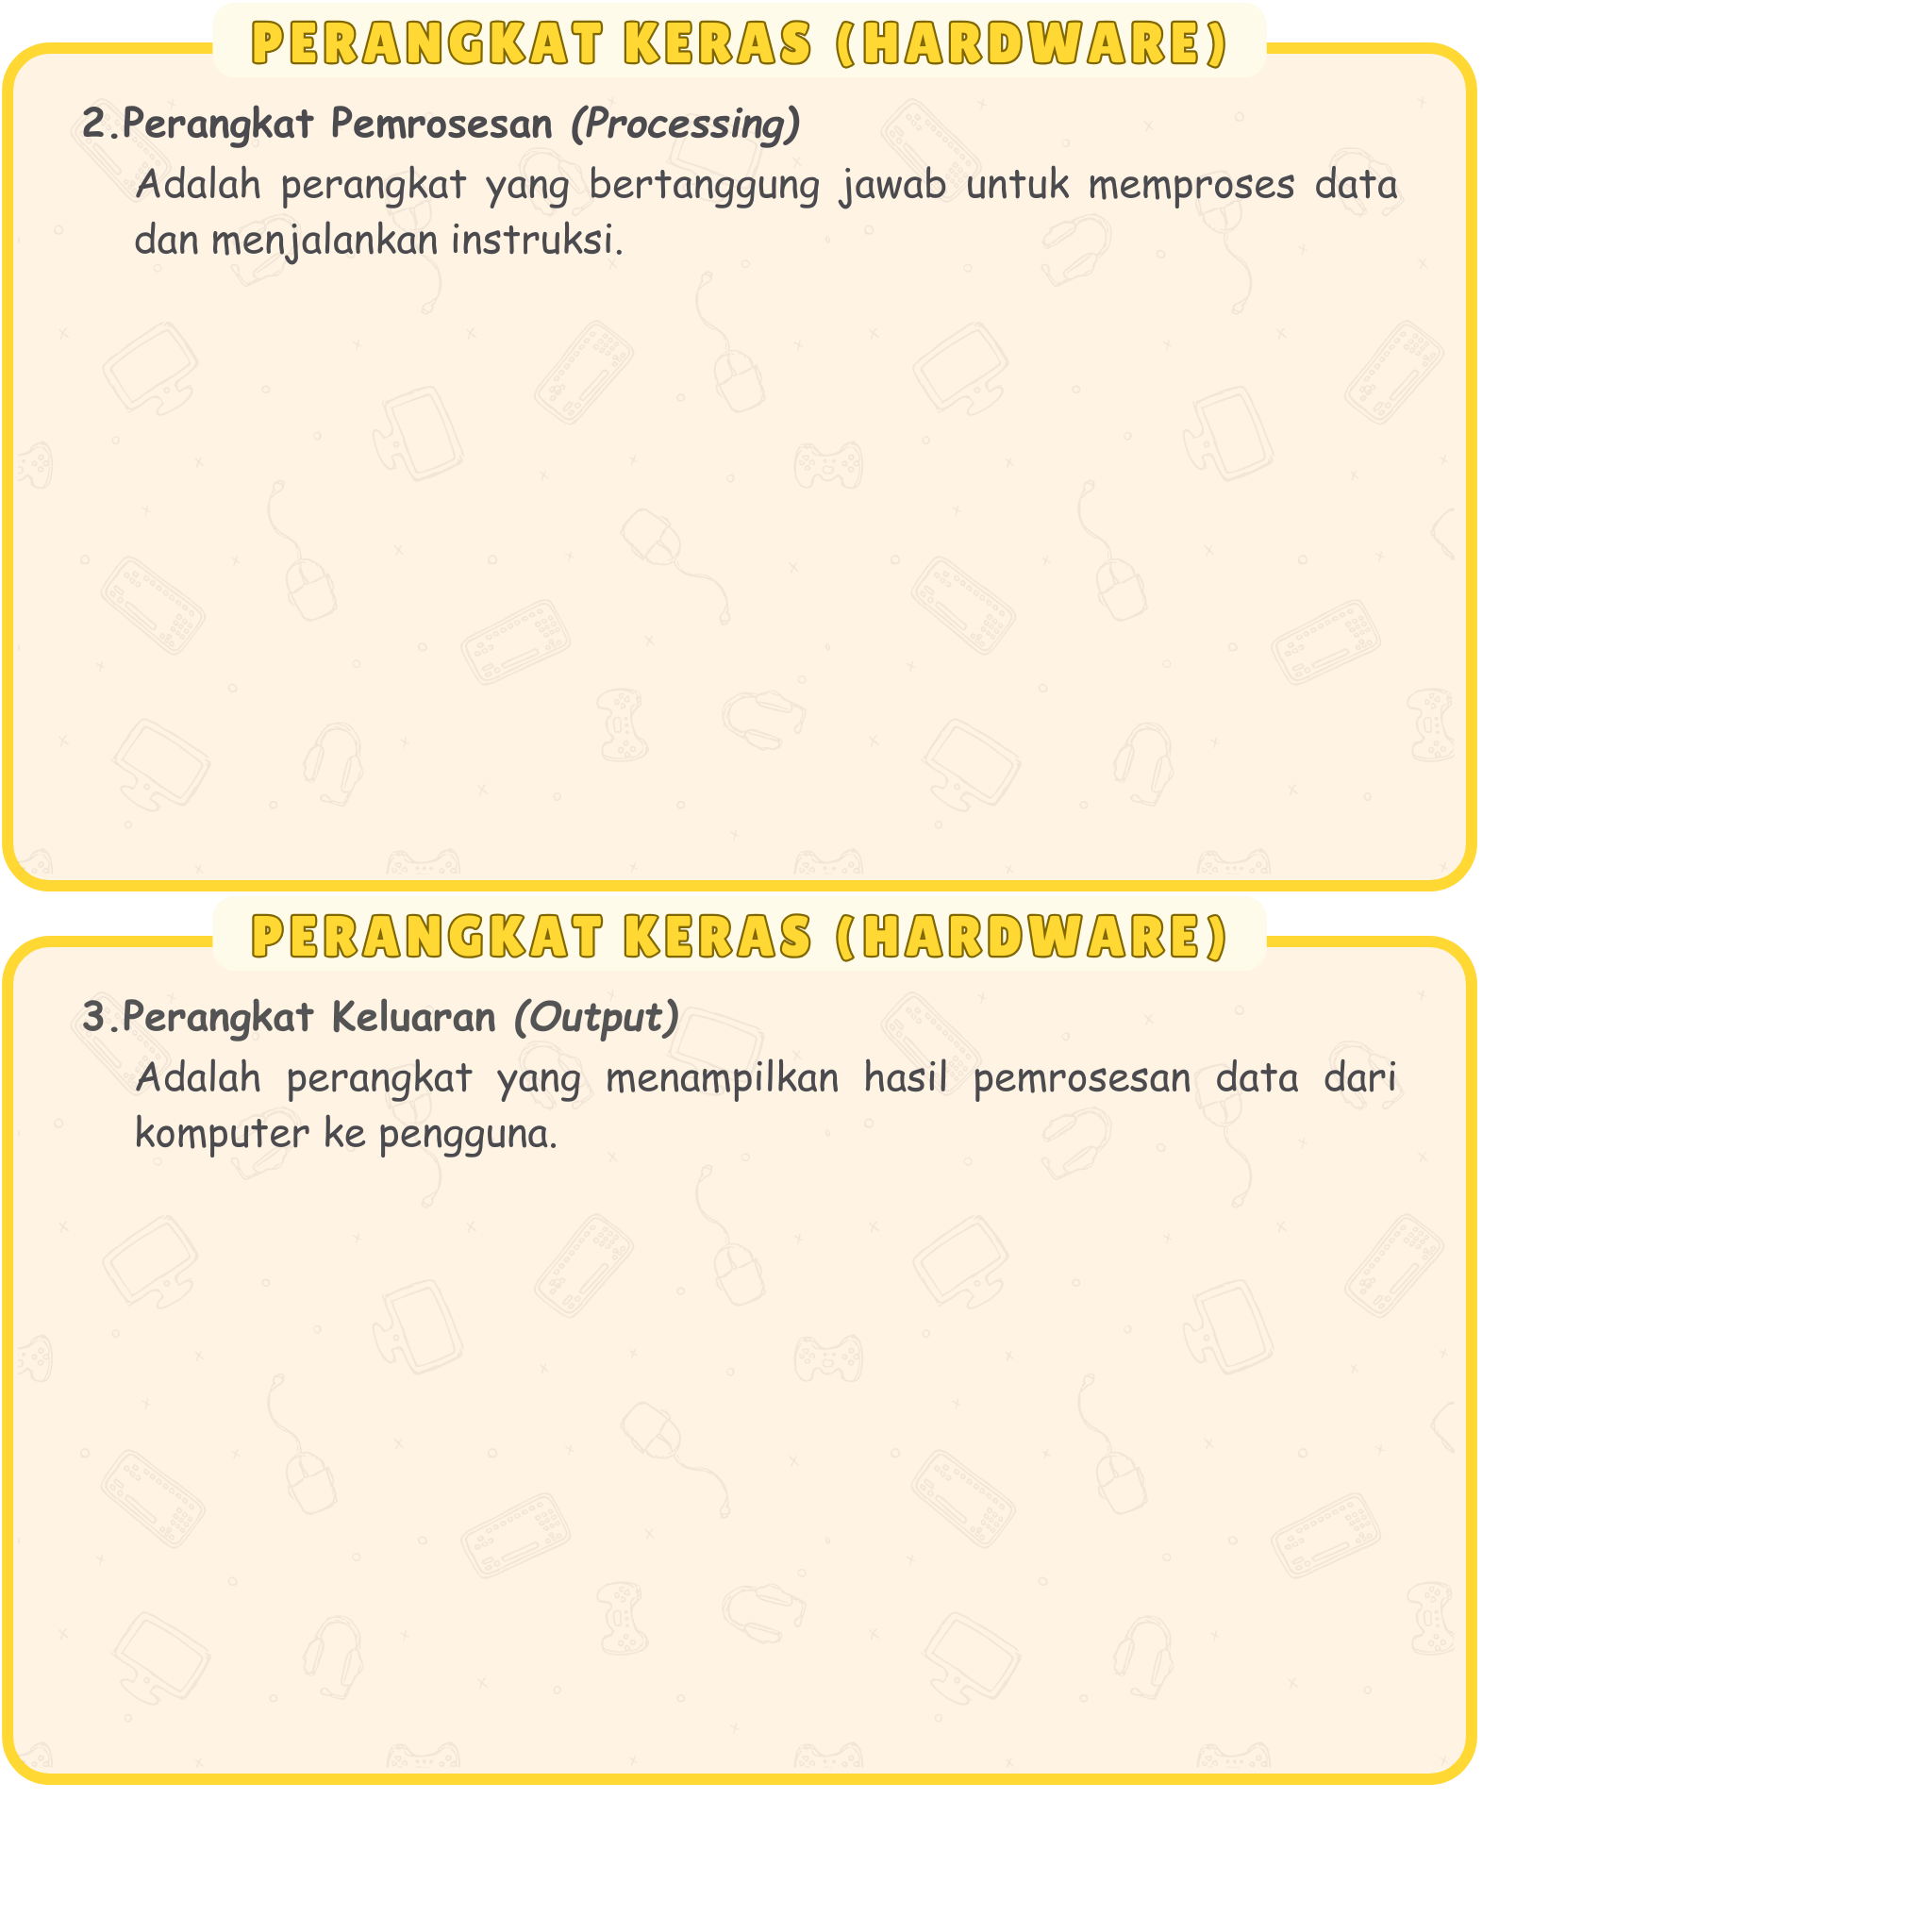 PERANGKAT KERAS (HARDWARE)
2.Perangkat Pemrosesan (Processing)
Adalah perangkat yang bertanggung jawab untuk memproses data
dan menjalankan instruksi.
PERANGKAT KERAS (HARDWARE)
3.Perangkat Keluaran (Output)
Adalah perangkat yang menampilkan hasil pemrosesan data dari
komputer ke pengguna.